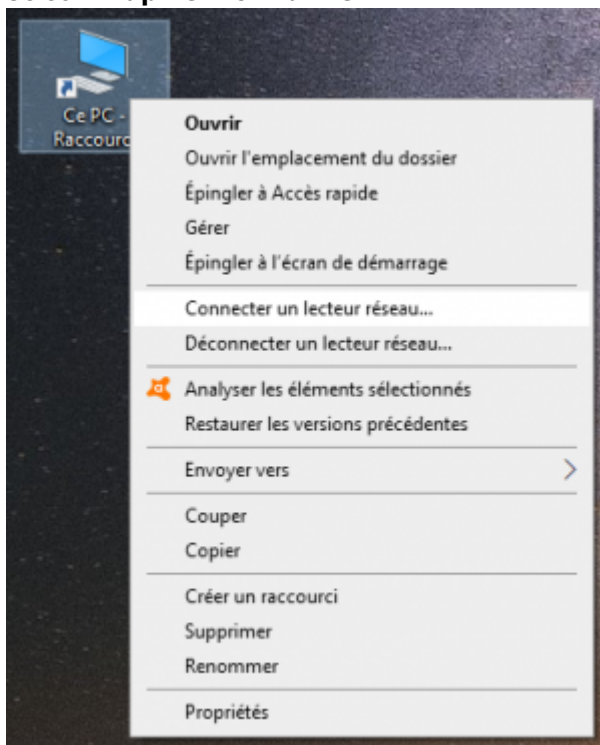 Ce PC -
Raccourc
Ouvrir
Ouvrir l'emplacement du dossier
Épingler à Accès rapide
Gérer
Épingler à l'écran de démarrage
Connecter un lecteur réseau...
Déconnecter un lecteur réseau...
Analyser les éléments sélectionnés
Restaurer les versions précédentes
Envoyer vers
Couper
Copier
Créer un raccourci
Supprimer
Renommer
Propriétés